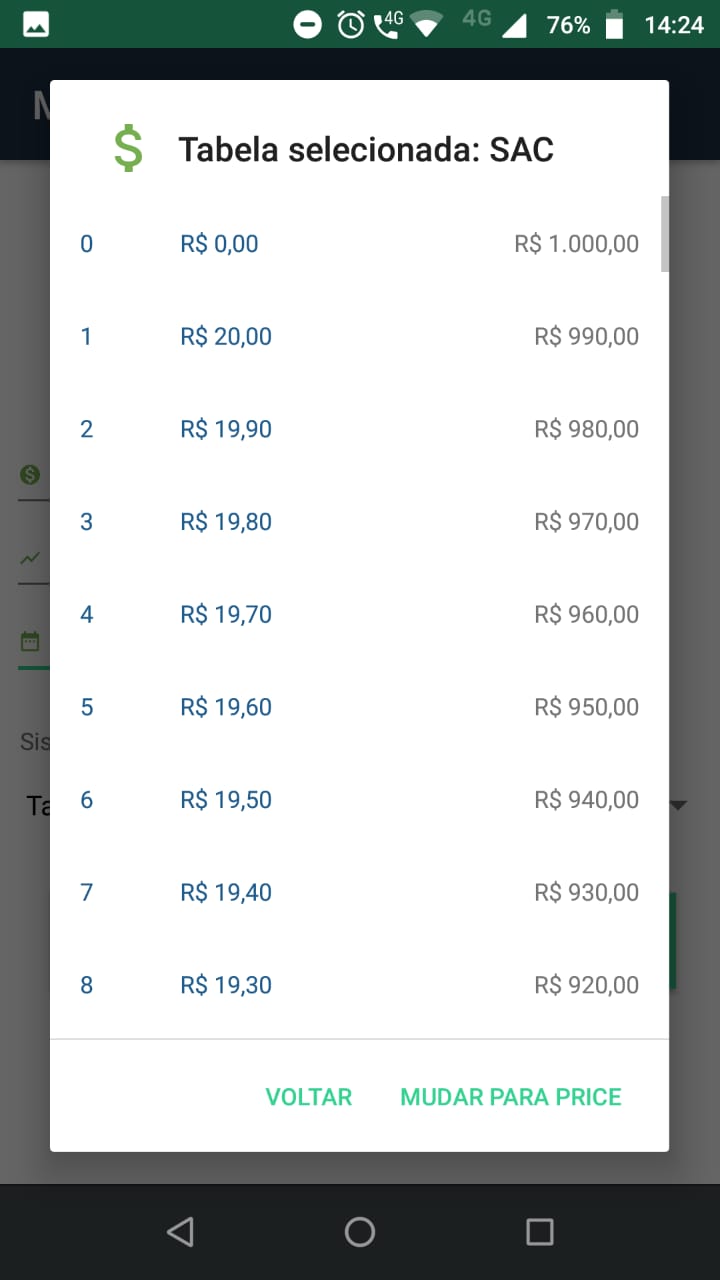 4G 4G 76% 14:24
M
$ Tabela selecionada: SAC
0 R$ 0,00 R$ 1.000,00
1 R$ 20,00 R$ 990,00
2 R$ 19,90 R$ 980,00
3 R$ 19,80 R$ 970,00
4 R$ 19,70 R$ 960,00
5 R$ 19,60 R$ 950,00
Sis
6 R$ 19,50 R$ 940,00
Ta
7 R$ 19,40 R$ 930,00
8 R$ 19,30 R$ 920,00
VOLTAR MUDAR PARA PRICE